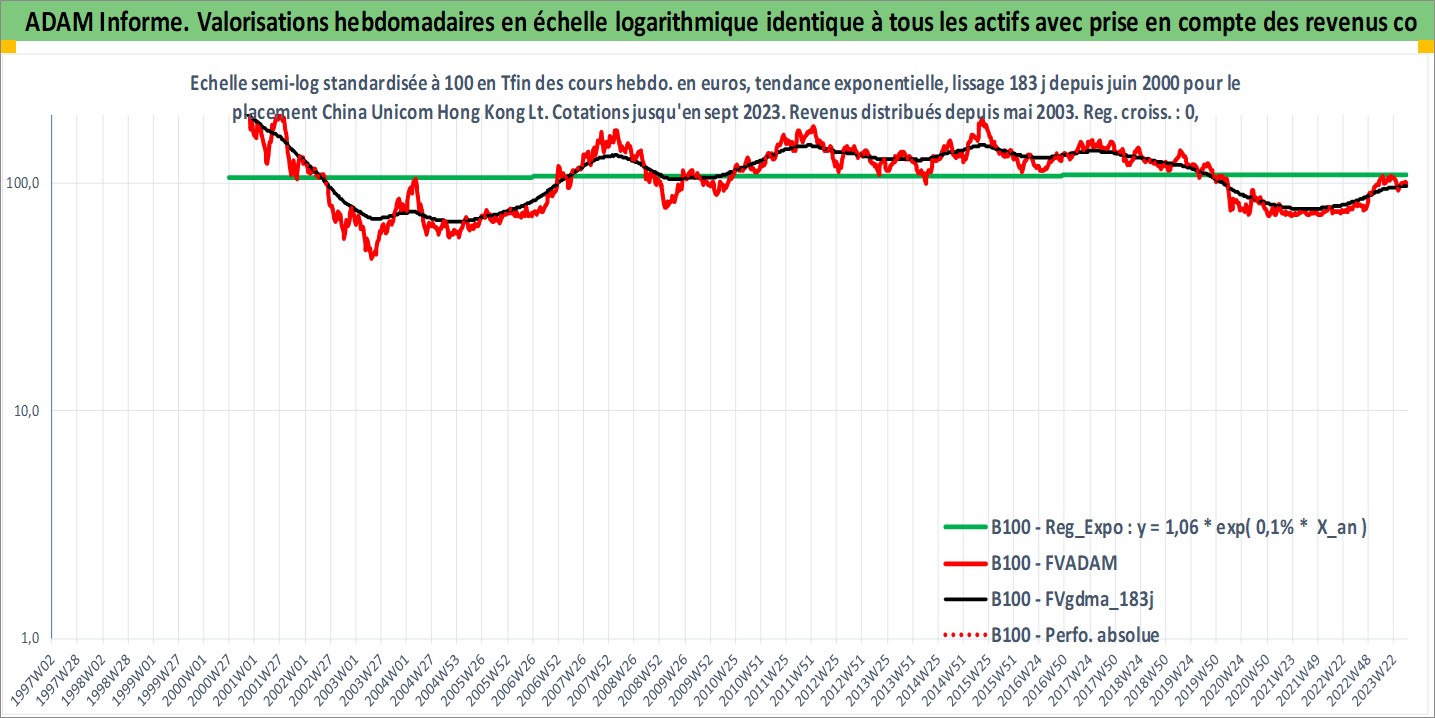 ADAM Informe. Valorisations hebdomadaires en échelle logarithmique identique à tous les actifs avec prise en compte des revenus co
Echelle semi-log standardisée à 100 en Tfin des cours hebdo. en euros, tendance exponentielle, lissage 183 j depuis juin 2000 pour le
placement China Unicom Hong Kong Lt. Cotations jusqu'en sept 2023. Revenus distribués depuis mai 2003. Reg. croiss. : 0,
100,0
10,0
B100 - Reg_Expo : y = 1,06 * exp( 0,1% * X_an )
B100 - FVADAM
B100 - FVgdma_183j
B100 - Perfo. absolue
1,0
1997W02
1997W28
1998W02
1998W28
1999W01
1999W27
2000W01
2000W27
2001W01
2001W27
2002W01
2002W27
2003W01
2003W27
2004W01
2004W27
2004W53
2005W26
2005W52
2006W26
2006W52
2007W26
2007W52
2008W26
2008W52
2009W26
2009W52
2010W25
2010W51
2011W25
2011W51
2012W25
2012W51
2013W25
2013W51
2014W25
2014W51
2015W25
2015W51
2016W24
2016W50
2017W24
2017W50
2018W24
2018W50
2019W24
2019W50
2020W24
2020W50
2021W23
2021W49
2022W22
2022W48
2023W22